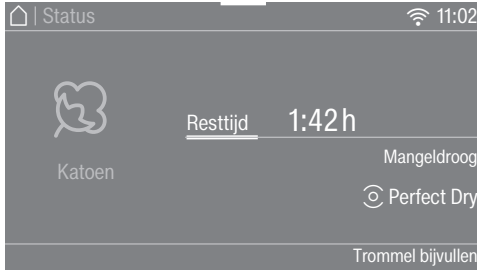 Status
11:02
Resttijd 1:42 h
Katoen
Mangeldroog
Perfect Dry
Trommel bijvullen